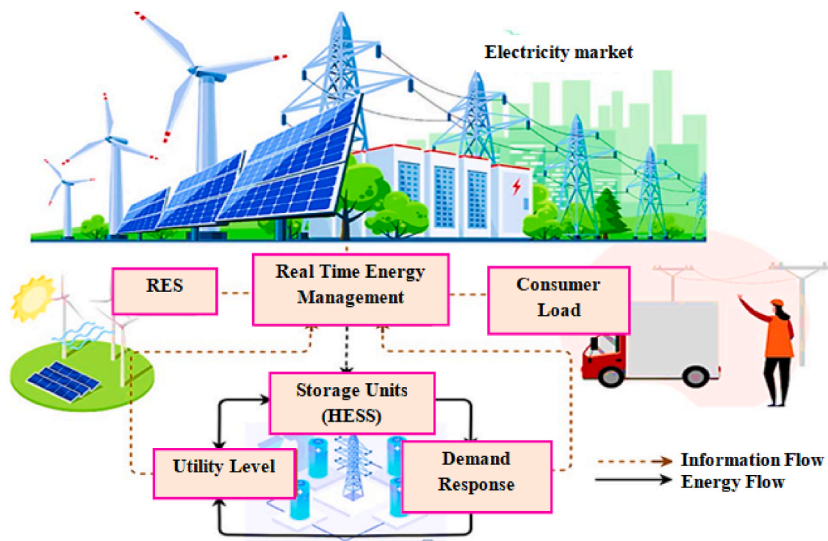 Electricity market
RES
Real Time Energy
Management
Consumer
Load
Storage Units
(HESS)
Utility Level
Demand
Response
Information Flow
Energy Flow